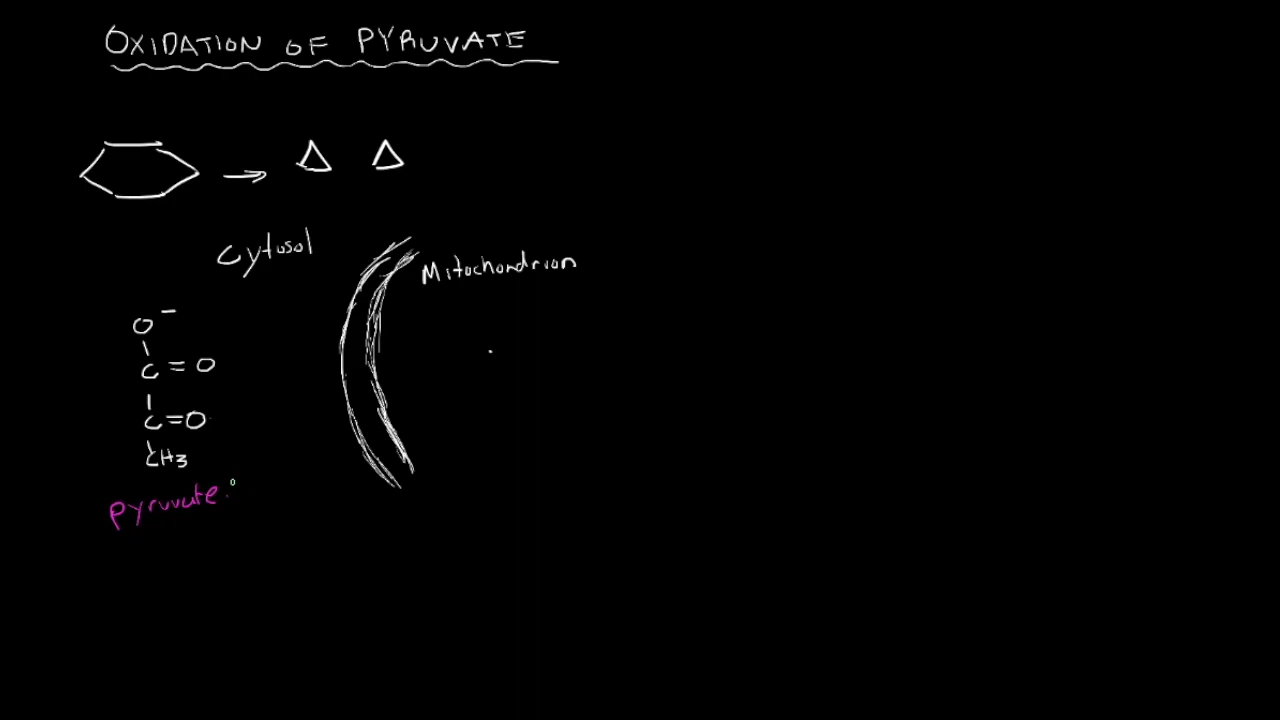 OXIDATION OF PYRUVATE
Cytosol
Mitochondrion
O⁻
C=O
C=O
CH3
pyruvate.